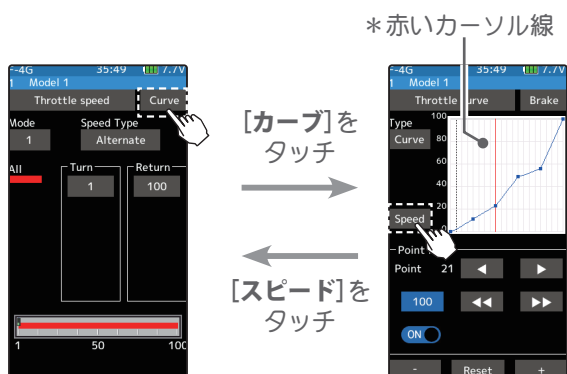 ＊赤いカーソル線
--4G 35:49 7.7V
1 Model 1
Throttle speed Curve
Mode Speed Type
1 Alternate
All Turn Return
1 100
1 50 100
[カーブ]を
タッチ
[スピード]を
タッチ
--4G 35:49 7.7V
1 Model 1
Throttle curve Brake
Type
Curve
100
80
60
40
20
0
Speed
Point
Point 21 ◀ ▶
100 ◀◀ ▶▶
ON
- Reset +